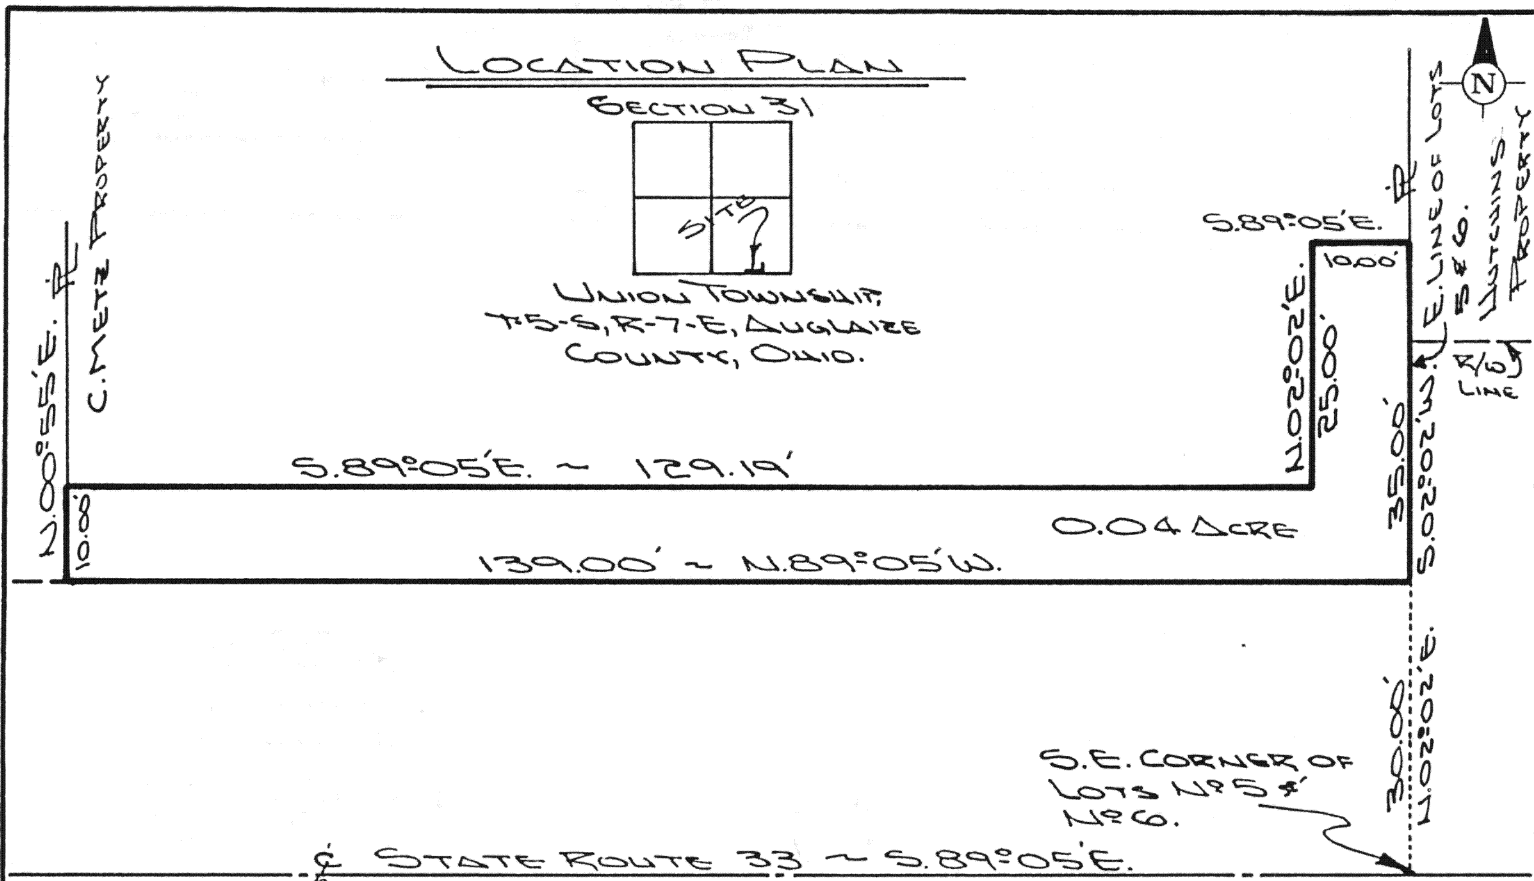 LOCATION PLAN
SECTION 31
SITE
UNION TOWNSHIP,
T-5-S, R-7-E, AUGLAIZE
COUNTY, OHIO.
N
C. METZ PROPERTY
N.00°55'E.
10.00'
S.89°05'E. ~ 129.19'
139.00' ~ N.89°05'W.
0.04 ACRE
S.89°05'E.
10.00'
N.02°02'E.
25.00'
35.00'
S.02°02'W.
E. LINE OF LOTS
5 & 6.
HUTCHINS
PROPERTY
R/W
LINE
30.00'
N.02°02'E.
S.E. CORNER OF
LOTS Nº 5 &
Nº 6.
STATE ROUTE 33 ~ S.89°05'E.